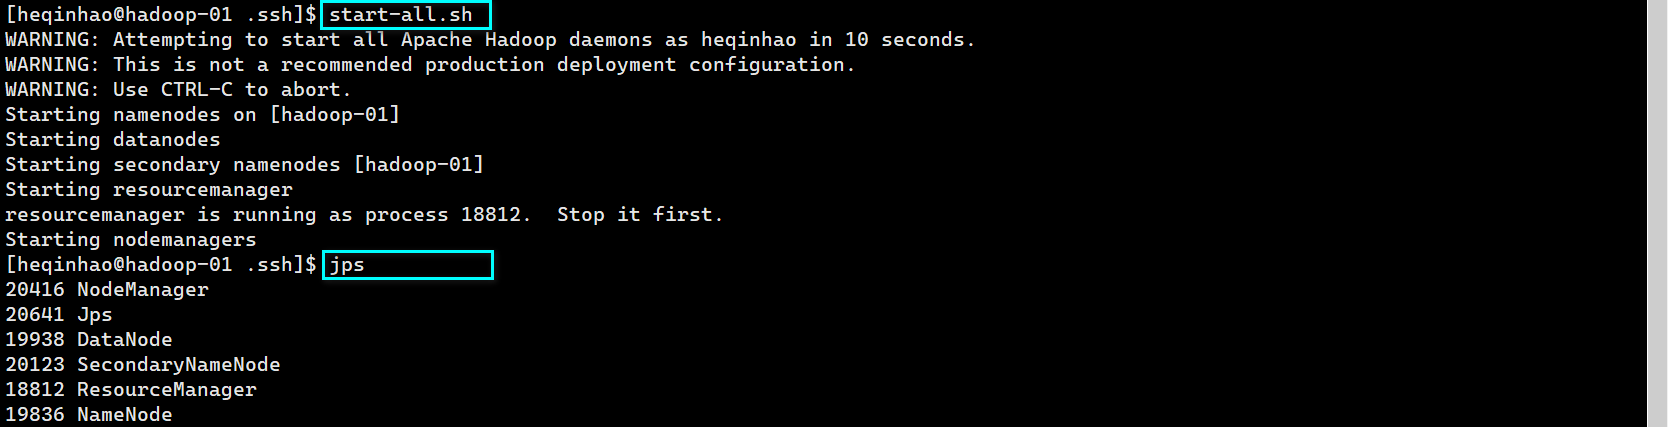 [heqinhao@hadoop-01 .ssh]$ start-all.sh
WARNING: Attempting to start all Apache Hadoop daemons as heqinhao in 10 seconds.
WARNING: This is not a recommended production deployment configuration.
WARNING: Use CTRL-C to abort.
Starting namenodes on [hadoop-01]
Starting datanodes
Starting secondary namenodes [hadoop-01]
Starting resourcemanager
resourcemanager is running as process 18812.  Stop it first.
Starting nodemanagers
[heqinhao@hadoop-01 .ssh]$ jps
20416 NodeManager
20641 Jps
19938 DataNode
20123 SecondaryNameNode
18812 ResourceManager
19836 NameNode